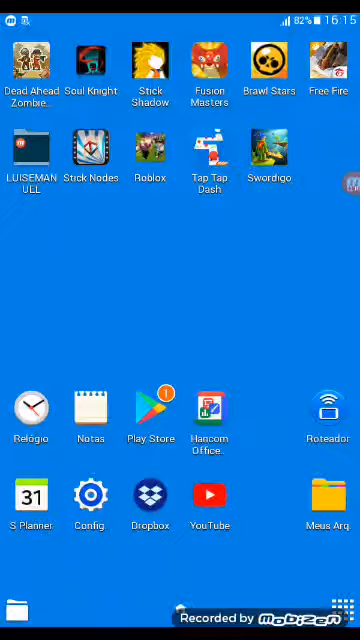 82% 16:15
Dead Ahead Zombie... Soul Knight Stick Shadow Fusion Masters Brawl Stars Free Fire
LUISEMAN UEL Stick Nodes Roblox Tap Tap Dash Swordigo
Relógio Notas Play Store Hancom Office.. Roteador
31
S Planner Config. Dropbox YouTube Meus Arq.
Recorded by Mobizen